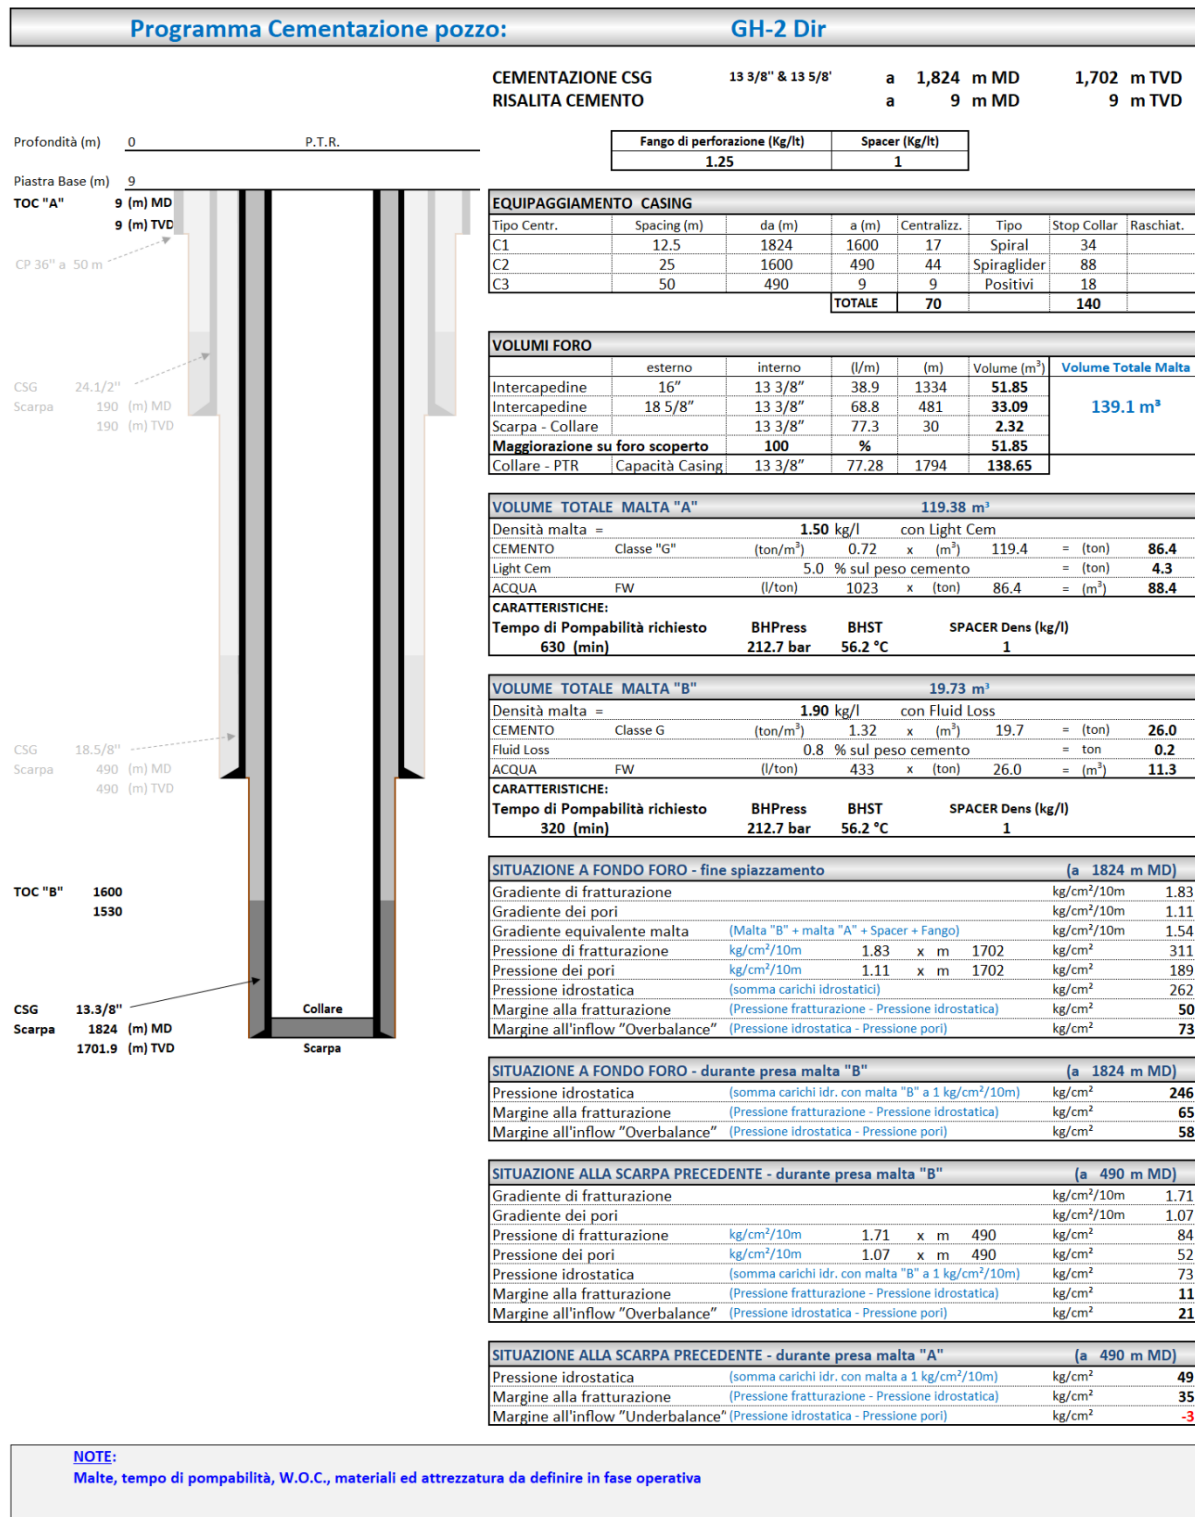 Programma Cementazione pozzo: GH-2 Dir
CEMENTAZIONE CSG 13 3/8" & 13 5/8' a 1,824 m MD 1,702 m TVD
RISALITA CEMENTO a 9 m MD 9 m TVD
Profondità (m) 0 P.T.R.
Fango di perforazione (Kg/lt) Spacer (Kg/lt)
1.25 1
Piastra Base (m) 9
TOC "A" 9 (m) MD
9 (m) TVD
CP 36" a 50 m
CSG 24.1/2"
Scarpa 190 (m) MD
190 (m) TVD
CSG 18.5/8"
Scarpa 490 (m) MD
490 (m) TVD
TOC "B" 1600
1530
CSG 13.3/8"
Scarpa 1824 (m) MD
1701.9 (m) TVD
Collare
Scarpa
EQUIPAGGIAMENTO CASING
Tipo Centr. Spacing (m) da (m) a (m) Centralizz. Tipo Stop Collar Raschiat.
C1 12.5 1824 1600 17 Spiral 34
C2 25 1600 490 44 Spiraglider 88
C3 50 490 9 9 Positivi 18
TOTALE 70 140
VOLUMI FORO
esterno interno (l/m) (m) Volume (m³) Volume Totale Malta
Intercapedine 16" 13 3/8" 38.9 1334 51.85
Intercapedine 18 5/8" 13 3/8" 68.8 481 33.09 139.1 m³
Scarpa - Collare 13 3/8" 77.3 30 2.32
Maggiorazione su foro scoperto 100 % 51.85
Collare - PTR Capacità Casing 13 3/8" 77.28 1794 138.65
VOLUME TOTALE MALTA "A" 119.38 m³
Densità malta = 1.50 kg/l con Light Cem
CEMENTO Classe "G" (ton/m³) 0.72 x (m³) 119.4 = (ton) 86.4
Light Cem 5.0 % sul peso cemento = (ton) 4.3
ACQUA FW (l/ton) 1023 x (ton) 86.4 = (m³) 88.4
CARATTERISTICHE:
Tempo di Pompabilità richiesto BHPress BHST SPACER Dens (kg/l)
630 (min) 212.7 bar 56.2 °C 1
VOLUME TOTALE MALTA "B" 19.73 m³
Densità malta = 1.90 kg/l con Fluid Loss
CEMENTO Classe G (ton/m³) 1.32 x (m³) 19.7 = (ton) 26.0
Fluid Loss 0.8 % sul peso cemento = ton 0.2
ACQUA FW (l/ton) 433 x (ton) 26.0 = (m³) 11.3
CARATTERISTICHE:
Tempo di Pompabilità richiesto BHPress BHST SPACER Dens (kg/l)
320 (min) 212.7 bar 56.2 °C 1
SITUAZIONE A FONDO FORO - fine spiazzamento (a 1824 m MD)
Gradiente di fratturazione kg/cm²/10m 1.83
Gradiente dei pori kg/cm²/10m 1.11
Gradiente equivalente malta (Malta "B" + malta "A" + Spacer + Fango) kg/cm²/10m 1.54
Pressione di fratturazione kg/cm²/10m 1.83 x m 1702 kg/cm² 311
Pressione dei pori kg/cm²/10m 1.11 x m 1702 kg/cm² 189
Pressione idrostatica (somma carichi idrostatici) kg/cm² 262
Margine alla fratturazione (Pressione fratturazione - Pressione idrostatica) kg/cm² 50
Margine all'inflow "Overbalance" (Pressione idrostatica - Pressione pori) kg/cm² 73
SITUAZIONE A FONDO FORO - durante presa malta "B" (a 1824 m MD)
Pressione idrostatica (somma carichi idr. con malta "B" a 1 kg/cm²/10m) kg/cm² 246
Margine alla fratturazione (Pressione fratturazione - Pressione idrostatica) kg/cm² 65
Margine all'inflow "Overbalance" (Pressione idrostatica - Pressione pori) kg/cm² 58
SITUAZIONE ALLA SCARPA PRECEDENTE - durante presa malta "B" (a 490 m MD)
Gradiente di fratturazione kg/cm²/10m 1.71
Gradiente dei pori kg/cm²/10m 1.07
Pressione di fratturazione kg/cm²/10m 1.71 x m 490 kg/cm² 84
Pressione dei pori kg/cm²/10m 1.07 x m 490 kg/cm² 52
Pressione idrostatica (somma carichi idr. con malta "B" a 1 kg/cm²/10m) kg/cm² 73
Margine alla fratturazione (Pressione fratturazione - Pressione idrostatica) kg/cm² 11
Margine all'inflow "Overbalance" (Pressione idrostatica - Pressione pori) kg/cm² 21
SITUAZIONE ALLA SCARPA PRECEDENTE - durante presa malta "A" (a 490 m MD)
Pressione idrostatica (somma carichi idr. con malta a 1 kg/cm²/10m) kg/cm² 49
Margine alla fratturazione (Pressione fratturazione - Pressione idrostatica) kg/cm² 35
Margine all'inflow "Underbalance" (Pressione idrostatica - Pressione pori) kg/cm² -3
NOTE:
Malte, tempo di pompabilità, W.O.C., materiali ed attrezzatura da definire in fase operativa